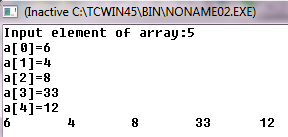 (Inactive C:\TCWIN45\BIN\NONAME02.EXE)
Input element of array:5
a[0]=6
a[1]=4
a[2]=8
a[3]=33
a[4]=12
6 4 8 33 12